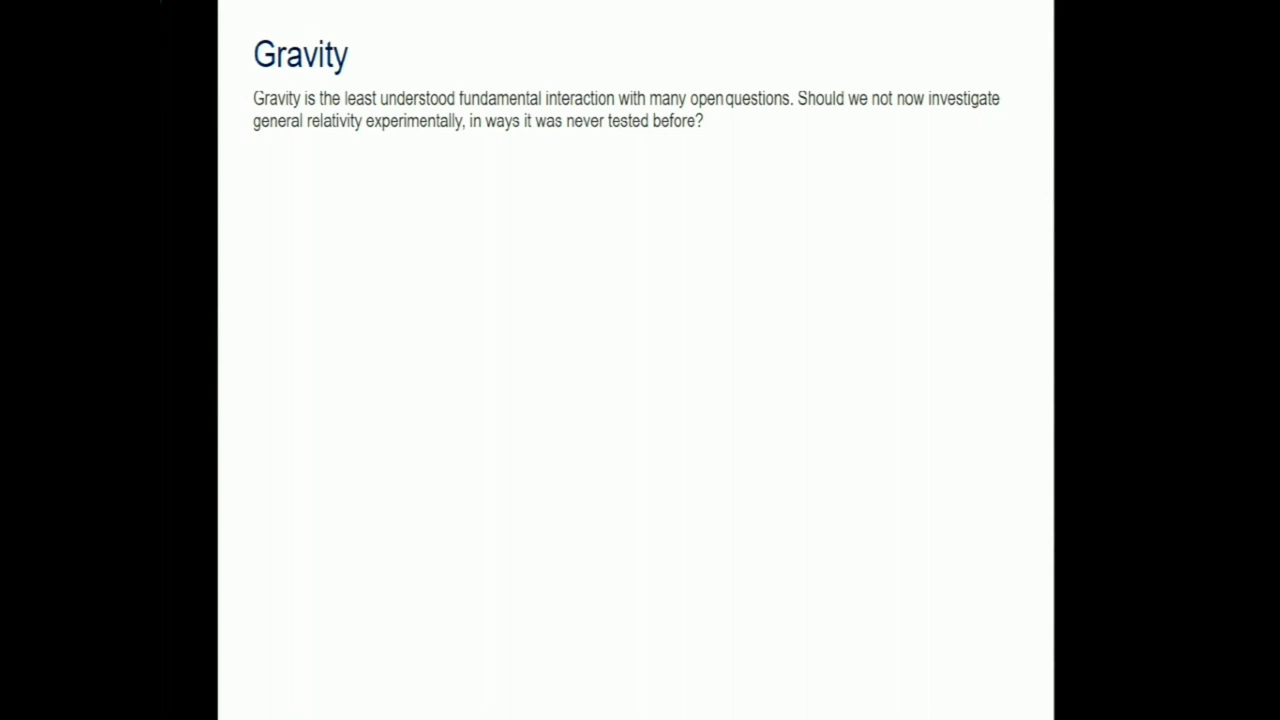 Gravity
Gravity is the least understood fundamental interaction with many open questions. Should we not now investigate
general relativity experimentally, in ways it was never tested before?